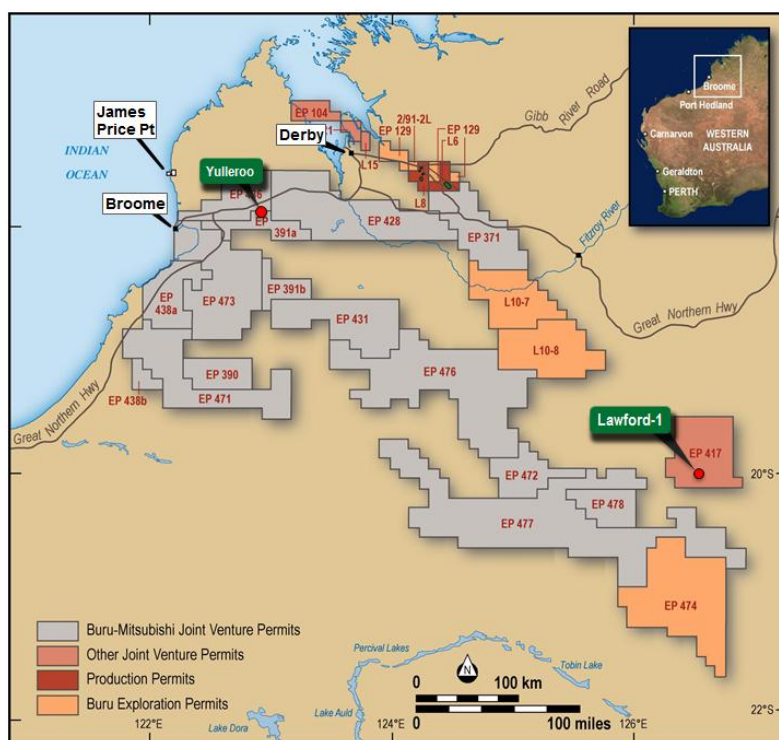 James
Price Pt
INDIAN
OCEAN
Broome
Yulleroo
Derby
EP 104
L15
EP 129
2/91-2L
EP 129
L6
L8
Gibb River Road
EP
391a
EP 428
EP 371
Fitzroy River
Great Northern Hwy
EP
438a
EP 473
EP 391b
EP 431
L10-7
L10-8
EP 390
EP 471
EP 438b
Great Northern Hwy
EP 476
Lawford-1
EP 417
20°S
EP 472
EP 478
EP 477
EP 474
Broome
Port Hedland
Carnarvon
WESTERN
AUSTRALIA
Geraldton
PERTH
Buru-Mitsubishi Joint Venture Permits
Other Joint Venture Permits
Production Permits
Buru Exploration Permits
Percival Lakes
Tobin Lake
Lake Auld
Lake Dora
N
0 100 km
0 100 miles
122°E
124°E
126°E
22°S